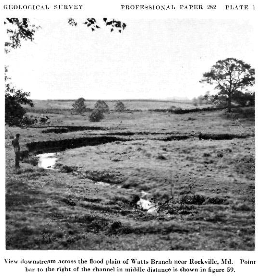 GEOLOGICAL SURVEY PROFESSIONAL PAPER 282 PLATE 1
View downstream across the flood plain of Watts Branch near Rockville, Md. Point
bar to the right of the channel in middle distance is shown in figure 59.